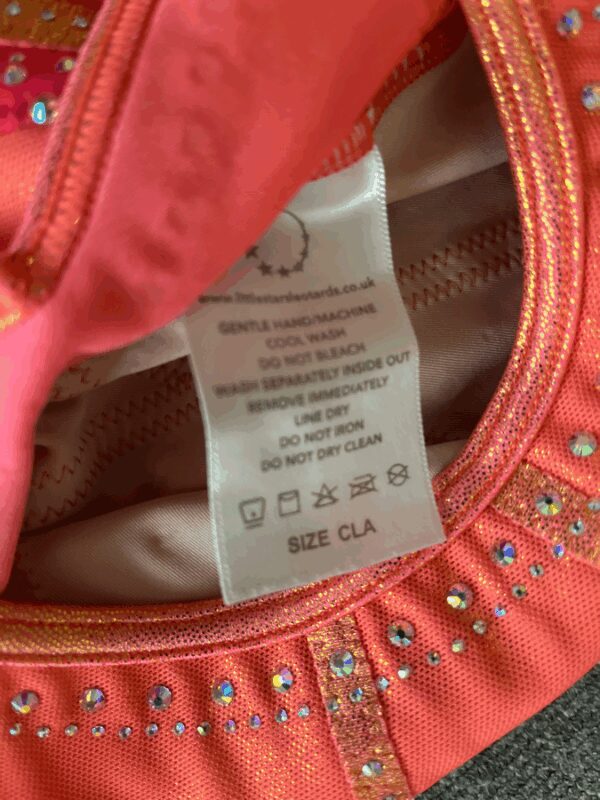 www.littlestarsleotards.co.uk
GENTLE HAND/MACHINE
COOL WASH
DO NOT BLEACH
WASH SEPARATELY INSIDE OUT
REMOVE IMMEDIATELY
LINE DRY
DO NOT IRON
DO NOT DRY CLEAN
SIZE CLA